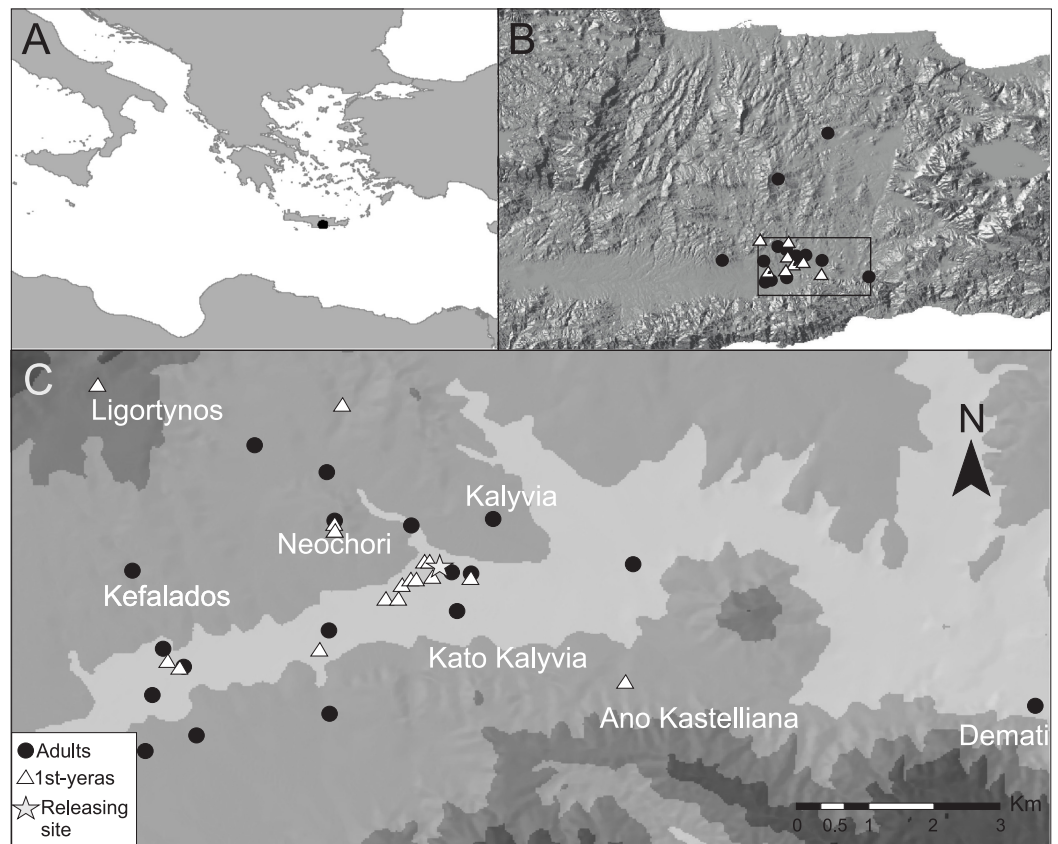 A
B
C
Ligortynos
N
Kalyvia
Neochori
Kefalados
Kato Kalyvia
Ano Kastelliana
Demati
Adults
1st-yeras
Releasing
site
Km
0 0.5 1 2 3